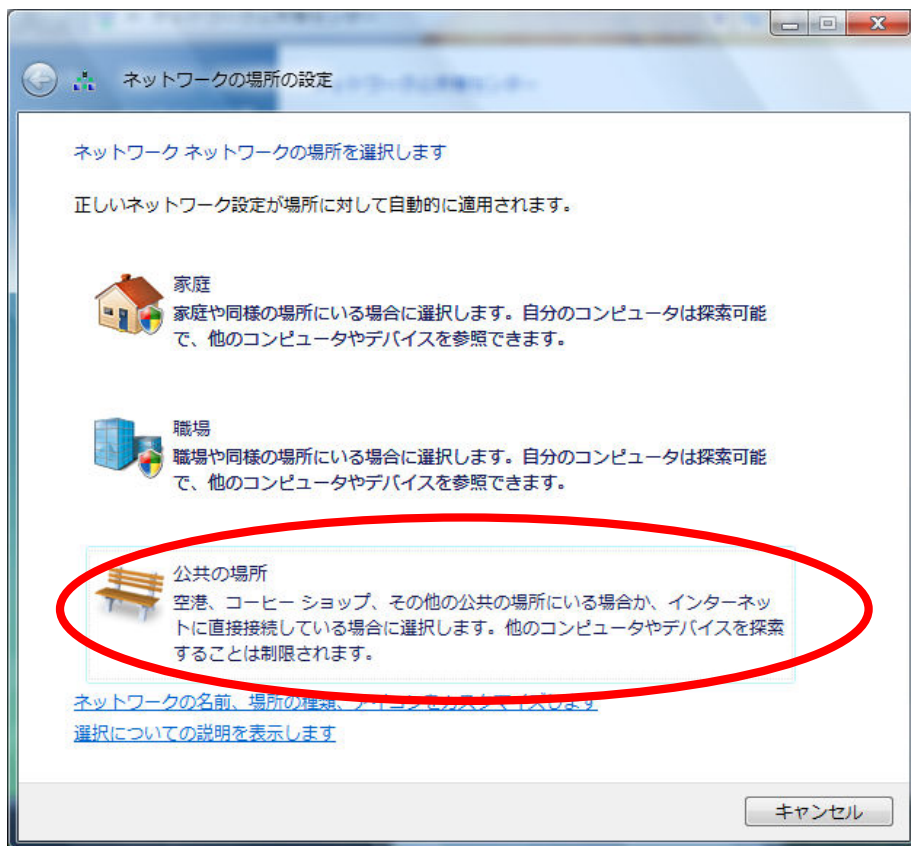 ネットワークの場所の設定
ネットワーク ネットワークの場所を選択します
正しいネットワーク設定が場所に対して自動的に適用されます。
家庭
家庭や同様の場所にいる場合に選択します。自分のコンピュータは探索可能
で、他のコンピュータやデバイスを参照できます。
職場
職場や同様の場所にいる場合に選択します。自分のコンピュータは探索可能
で、他のコンピュータやデバイスを参照できます。
公共の場所
空港、コーヒー ショップ、その他の公共の場所にいる場合か、インターネッ
トに直接接続している場合に選択します。他のコンピュータやデバイスを探索
することは制限されます。
ネットワークの名前、場所の種類、アイコンをカスタマイズします
選択についての説明を表示します
キャンセル